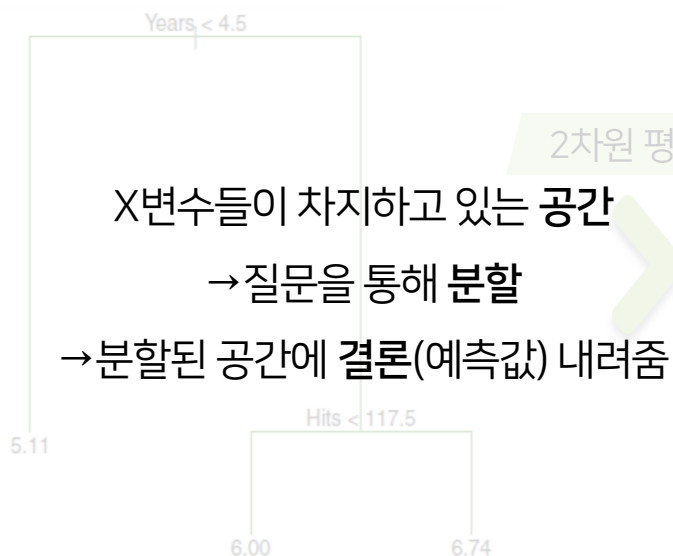 Years < 4.5
2차원 평
X변수들이 차지하고 있는 공간
→질문을 통해 분할
→분할된 공간에 결론(예측값) 내려줌
Hits < 117.5
5.11
6.00
6.74